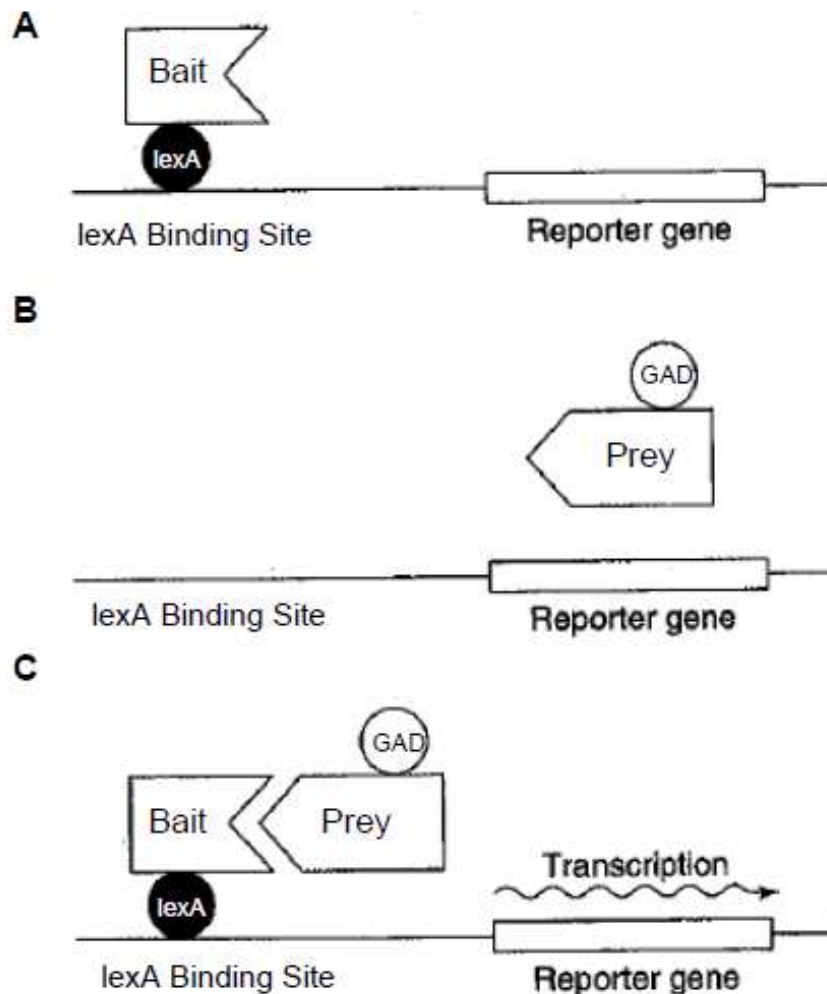 A
Bait
lexA
lexA Binding Site
Reporter gene
B
GAD
Prey
lexA Binding Site
Reporter gene
C
GAD
Bait Prey
Transcription
lexA
lexA Binding Site
Reporter gene